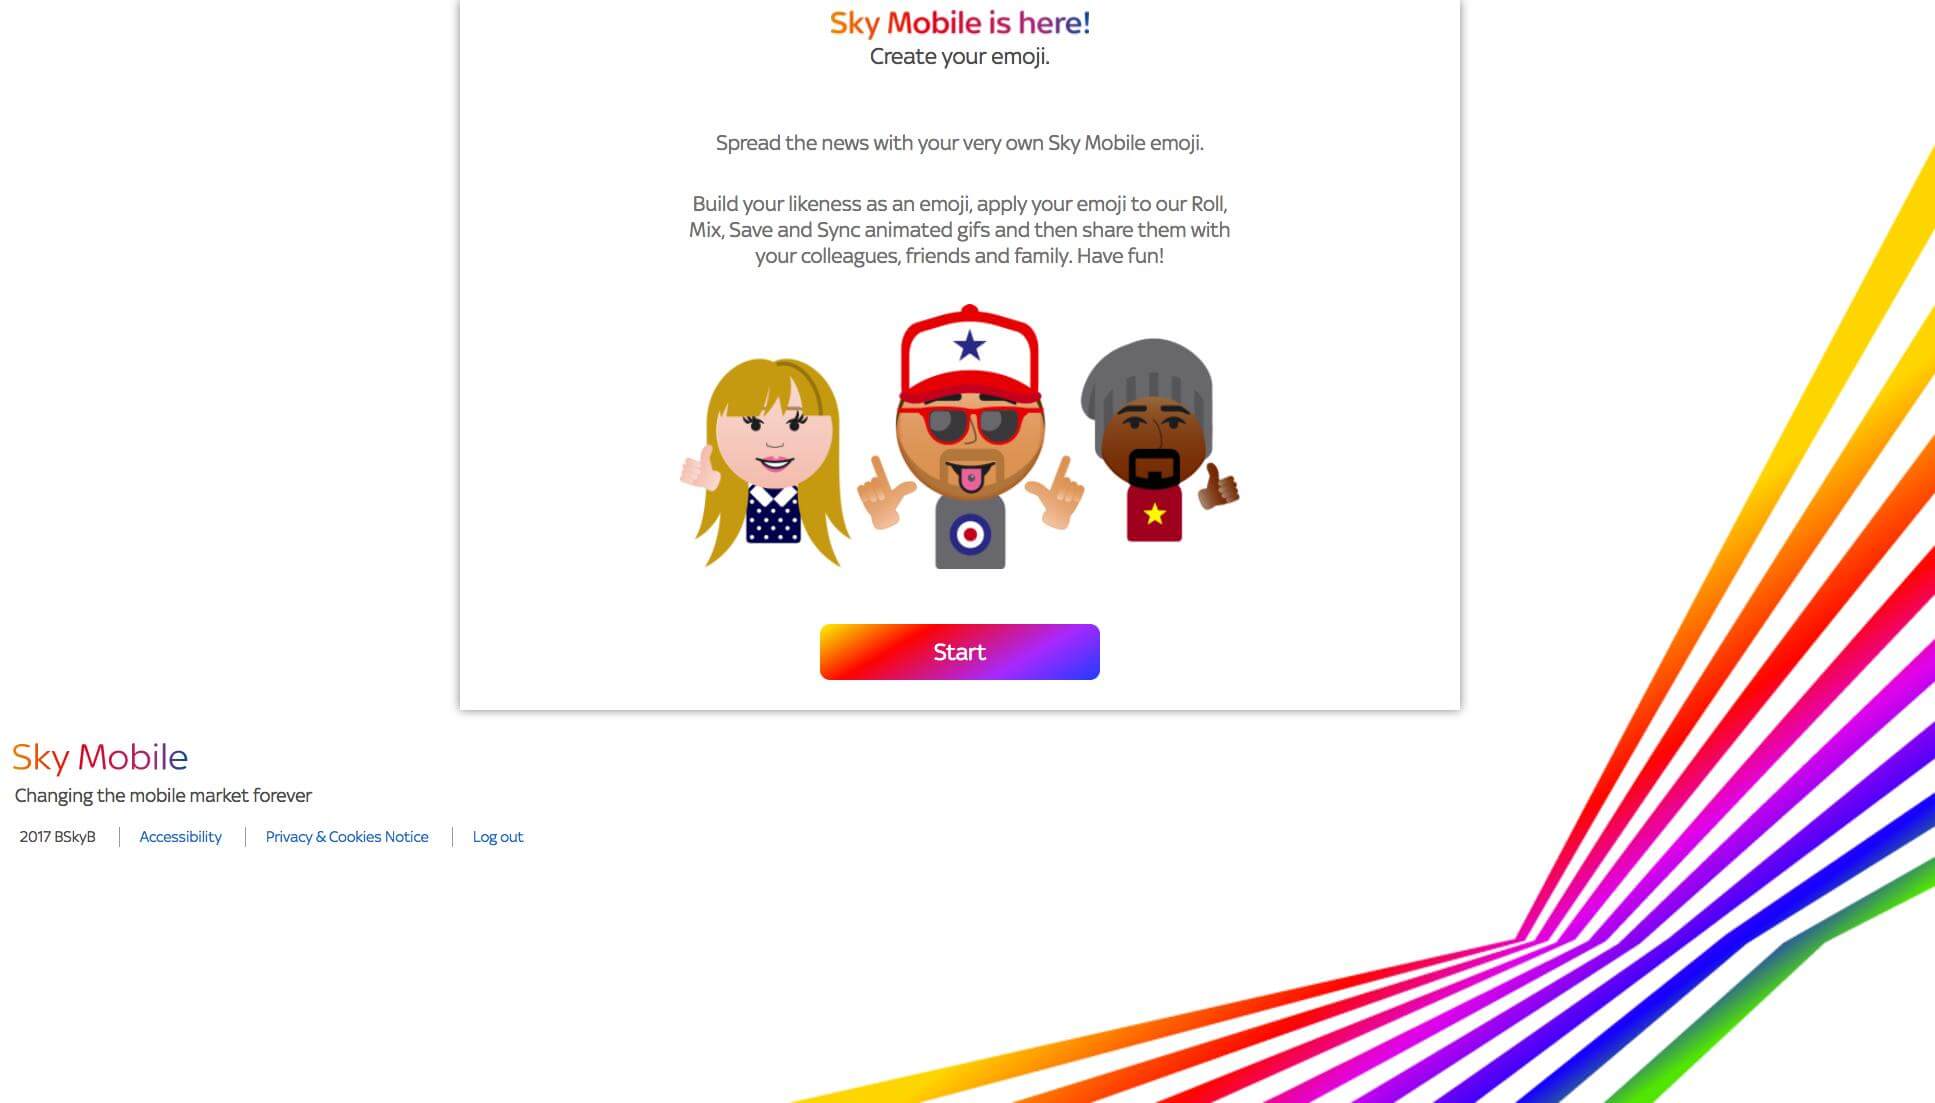 Sky Mobile is here!
Create your emoji.
Spread the news with your very own Sky Mobile emoji.
Build your likeness as an emoji, apply your emoji to our Roll,
Mix, Save and Sync animated gifs and then share them with
your colleagues, friends and family. Have fun!
Start
Sky Mobile
Changing the mobile market forever
2017 BSkyB
Accessibility
Privacy & Cookies Notice
Log out